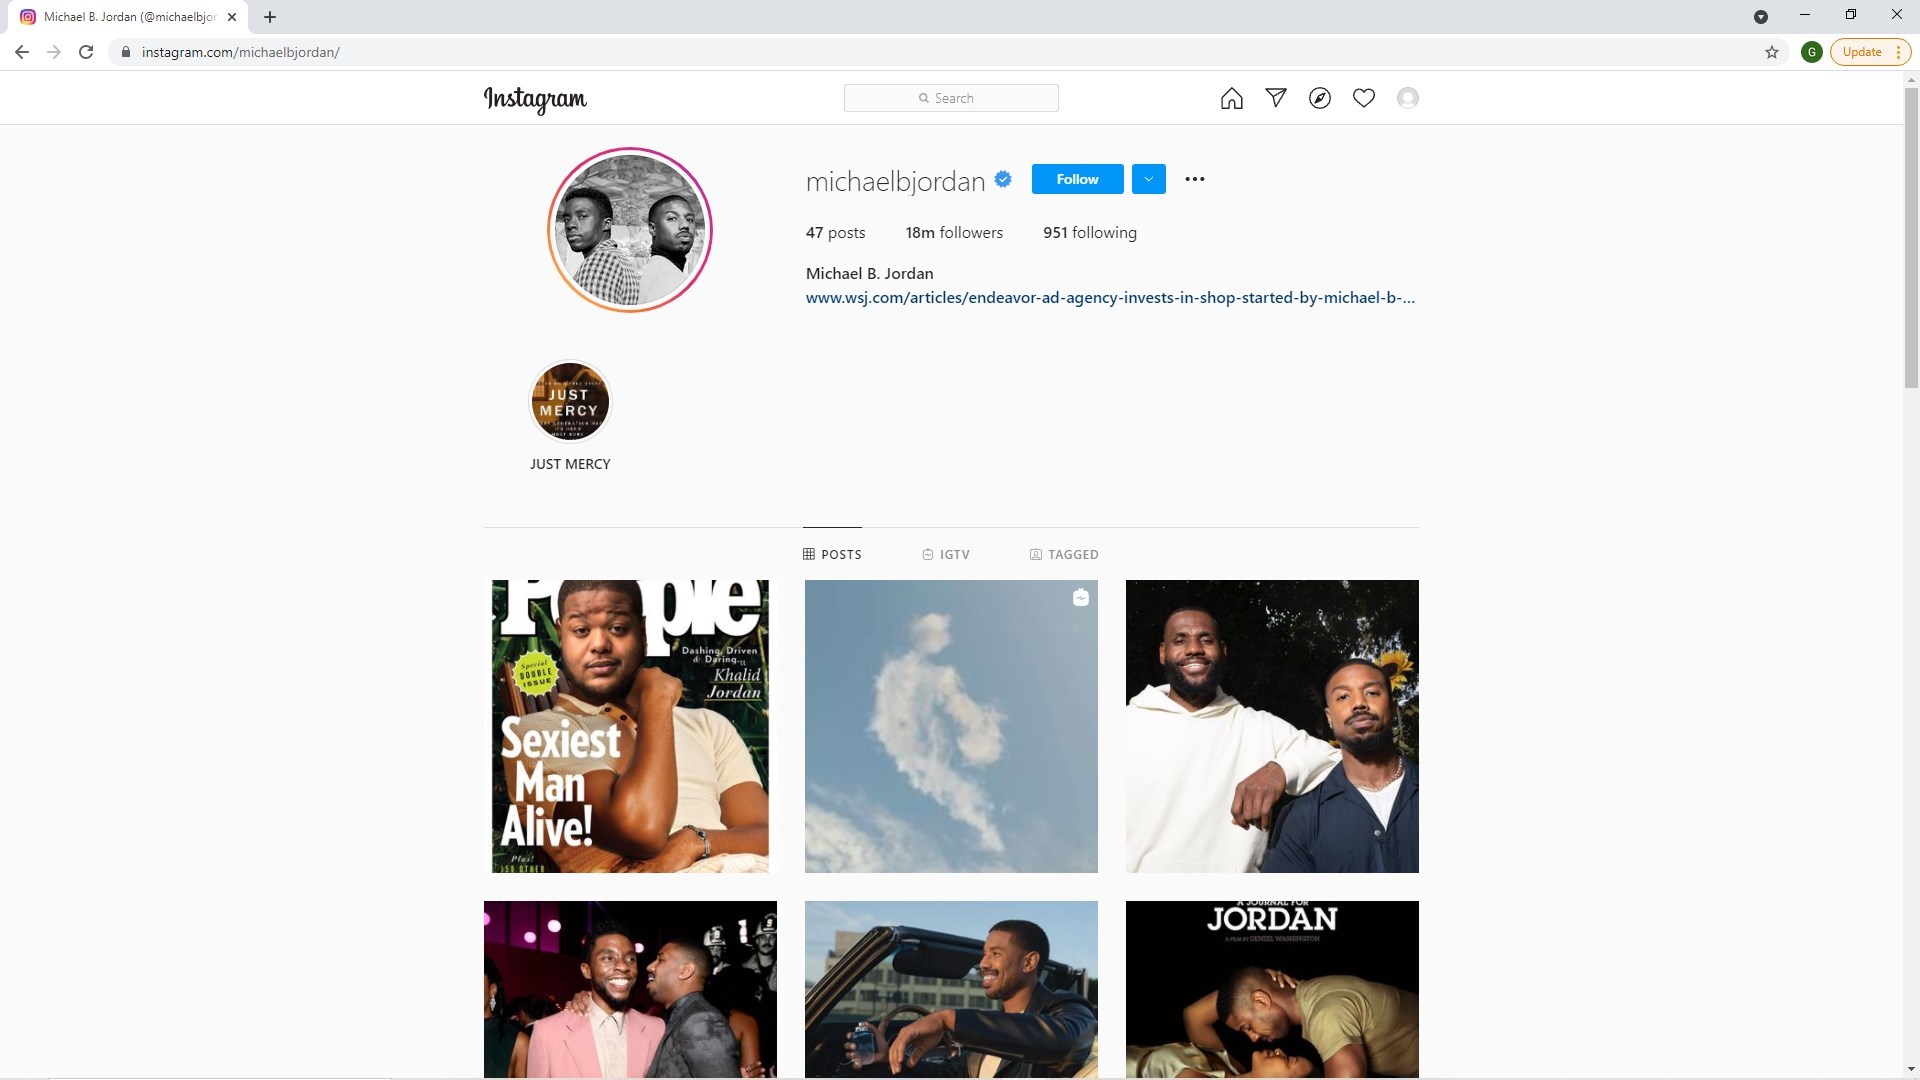 Michael B. Jordan (@michaelbjor
instagram.com/michaelbjordan/
G
Update
Instagram
Search
michaelbjordan
Follow
47 posts 18m followers 951 following
Michael B. Jordan
www.wsj.com/articles/endeavor-ad-agency-invests-in-shop-started-by-michael-b-...
JUST
MERCY
JUST MERCY
POSTS IGTV TAGGED
People
Special
DOUBLE
ISSUE
Dashing, Driven
& Daring
Khalid
Jordan
Sexiest
Man
Alive!
Plus!
150 OTHER
A JOURNAL FOR
JORDAN
A FILM BY DENZEL WASHINGTON